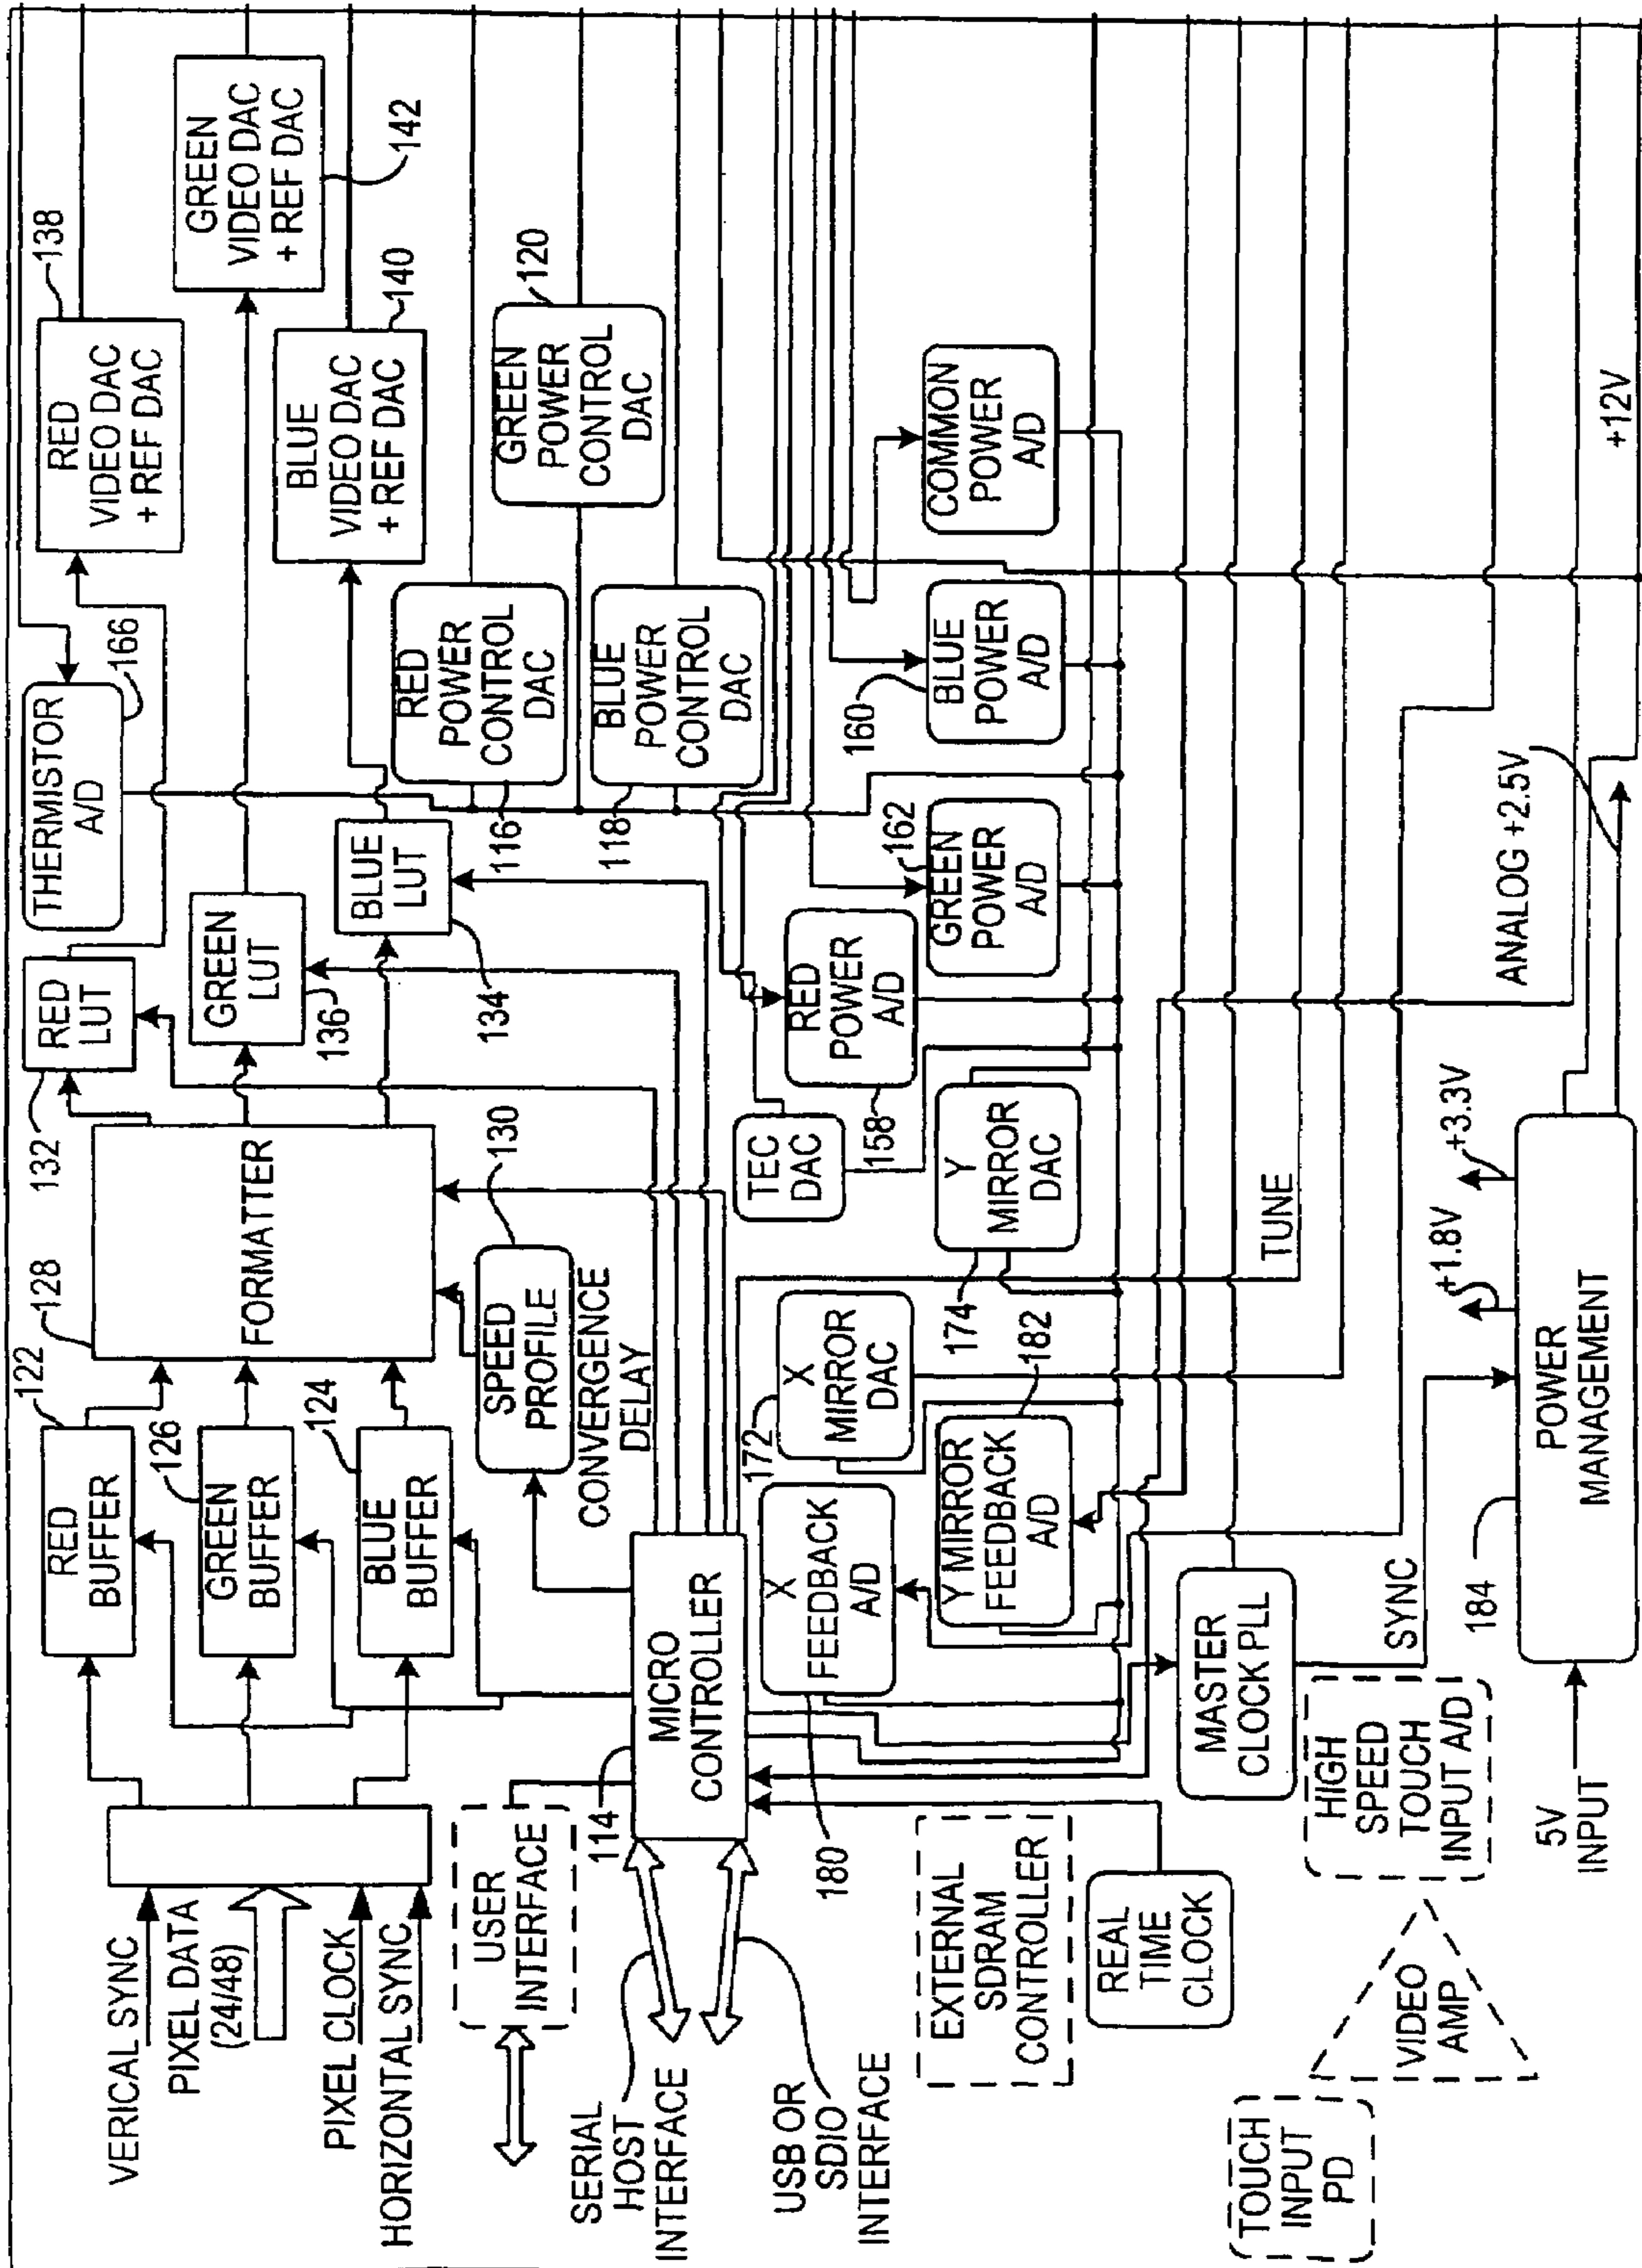 VERICAL SYNC
PIXEL DATA
(24/48)
PIXEL CLOCK
HORIZONTAL SYNC
RED
BUFFER
122
GREEN
BUFFER
126
BLUE
BUFFER
124
FORMATTER
128
SPEED
PROFILE
130
CONVERGENCE
DELAY
RED
LUT
132
GREEN
LUT
136
BLUE
LUT
134
THERMISTOR
A/D
166
RED
VIDEO DAC
+ REF DAC
138
GREEN
VIDEO DAC
+ REF DAC
142
BLUE
VIDEO DAC
+ REF DAC
140
RED
POWER
CONTROL
DAC
116
GREEN
POWER
CONTROL
DAC
120
BLUE
POWER
CONTROL
DAC
118
USER
INTERFACE
SERIAL
HOST
INTERFACE
USB OR
SDIO
INTERFACE
MICRO
CONTROLLER
114
TEC
DAC
RED
POWER
A/D
158
GREEN
POWER
A/D
162
BLUE
POWER
A/D
160
COMMON
POWER
A/D
X
FEEDBACK
A/D
180
X
MIRROR
DAC
172
Y MIRROR
FEEDBACK
A/D
182
Y
MIRROR
DAC
174
EXTERNAL
SDRAM
CONTROLLER
REAL
TIME
CLOCK
MASTER
CLOCK PLL
SYNC
TUNE
TOUCH
INPUT
PD
VIDEO
AMP
HIGH
SPEED
TOUCH
INPUT A/D
5V
INPUT
POWER
MANAGEMENT
184
+1.8V
+3.3V
ANALOG +2.5V
+12V